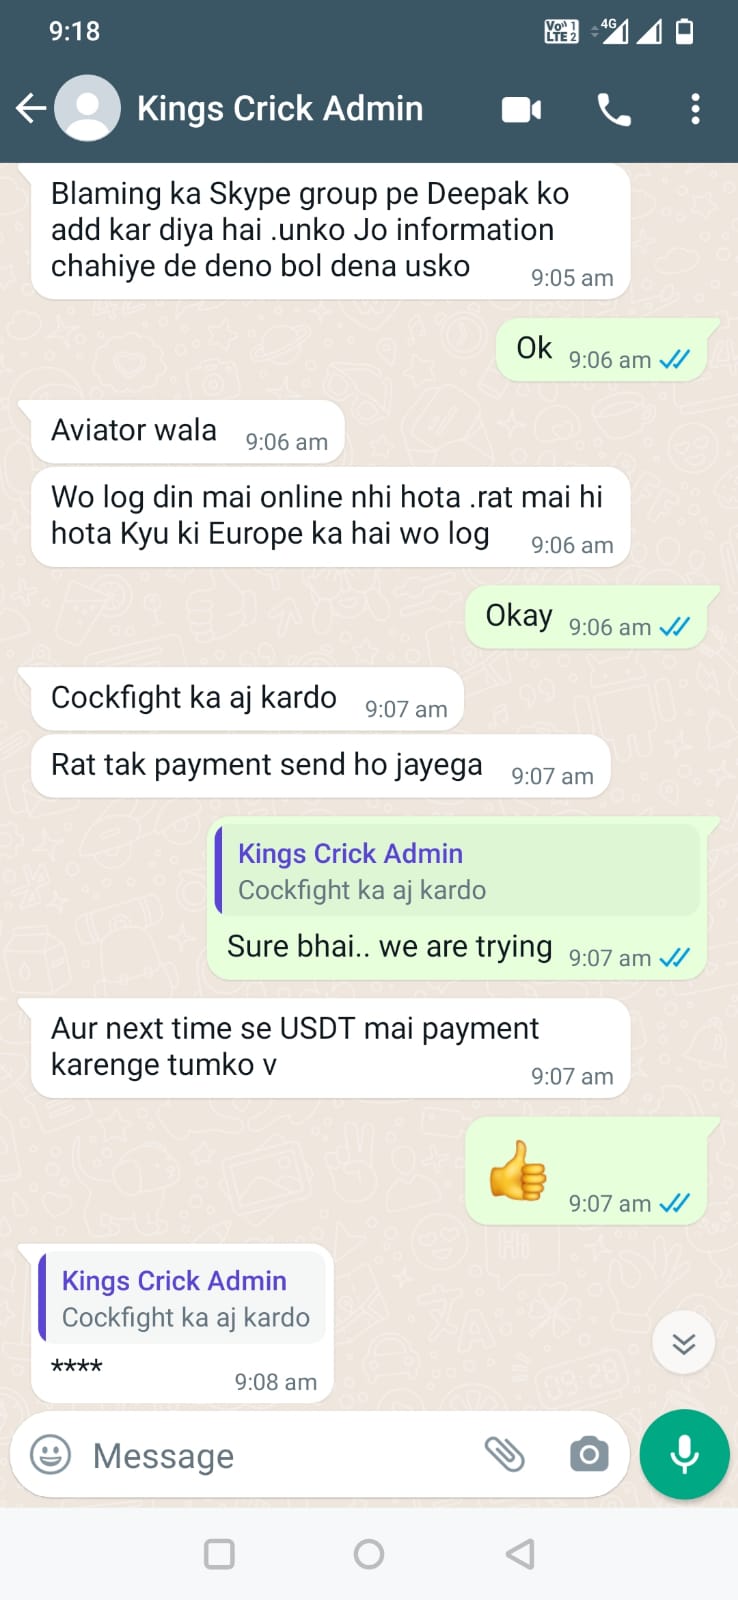 9:18
Vo)) 1
LTE 2
4G
Kings Crick Admin
Blaming ka Skype group pe Deepak ko
add kar diya hai .unko Jo information
chahiye de deno bol dena usko
9:05 am
Ok
9:06 am
Aviator wala
9:06 am
Wo log din mai online nhi hota .rat mai hi
hota Kyu ki Europe ka hai wo log
9:06 am
Okay
9:06 am
Cockfight ka aj kardo
9:07 am
Rat tak payment send ho jayega
9:07 am
Kings Crick Admin
Cockfight ka aj kardo
Sure bhai.. we are trying
9:07 am
Aur next time se USDT mai payment
karenge tumko v
9:07 am
👍
9:07 am
Kings Crick Admin
Cockfight ka aj kardo
****
9:08 am
Message